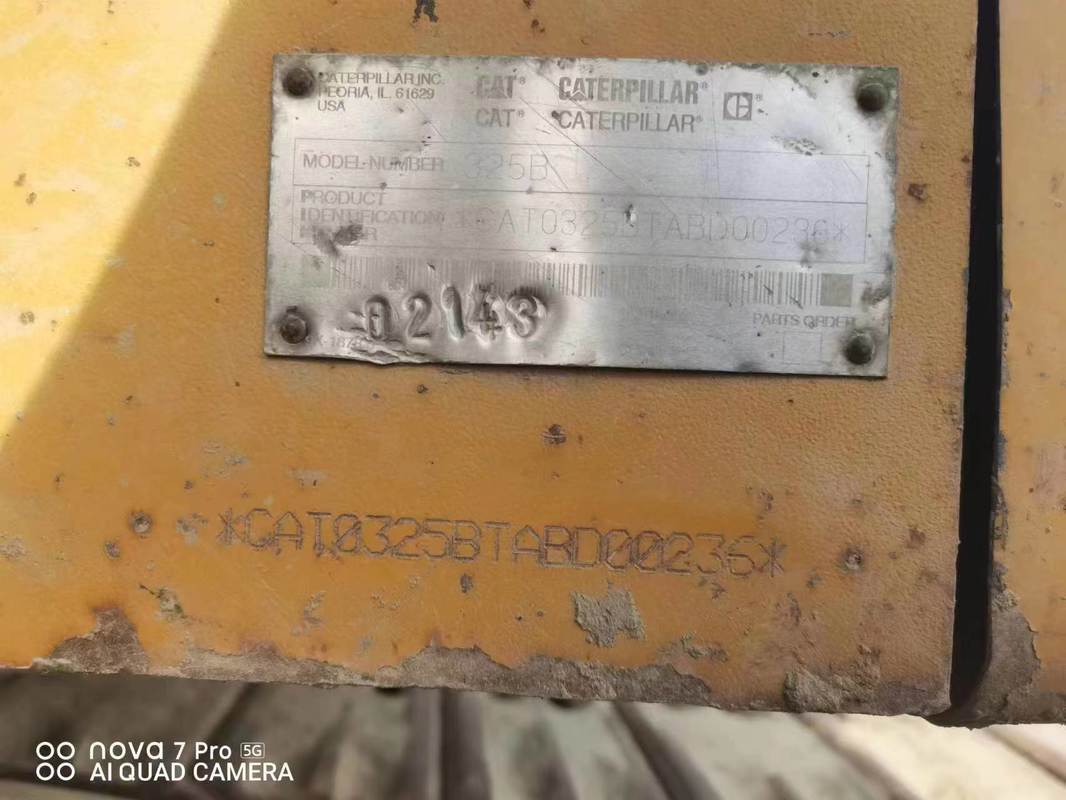 CATERPILLAR INC.
PEORIA, IL. 61629
USA
CAT® CATERPILLAR®
CAT® CATERPILLAR®
MODEL-NUMBER 325B
PRODUCT
IDENTIFICATION
NUMBER *CAT0325BTABD00236*
02143
PARTS ORDER
*CAT0325BTABD00236*
nova 7 Pro 5G
AI QUAD CAMERA